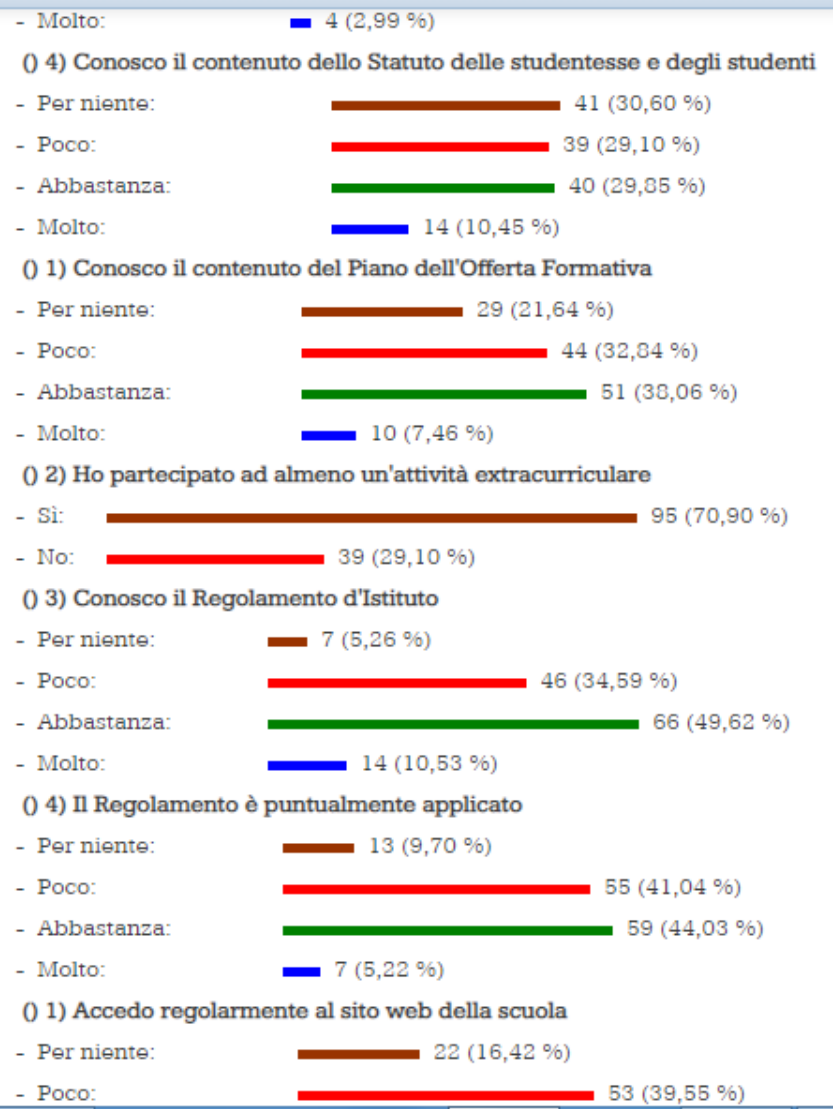 - Molto: 4 (2,99 %)
() 4) Conosco il contenuto dello Statuto delle studentesse e degli studenti
- Per niente: 41 (30,60 %)
- Poco: 39 (29,10 %)
- Abbastanza: 40 (29,85 %)
- Molto: 14 (10,45 %)
() 1) Conosco il contenuto del Piano dell'Offerta Formativa
- Per niente: 29 (21,64 %)
- Poco: 44 (32,84 %)
- Abbastanza: 51 (38,06 %)
- Molto: 10 (7,46 %)
() 2) Ho partecipato ad almeno un'attività extracurriculare
- Sì: 95 (70,90 %)
- No: 39 (29,10 %)
() 3) Conosco il Regolamento d'Istituto
- Per niente: 7 (5,26 %)
- Poco: 46 (34,59 %)
- Abbastanza: 66 (49,62 %)
- Molto: 14 (10,53 %)
() 4) Il Regolamento è puntualmente applicato
- Per niente: 13 (9,70 %)
- Poco: 55 (41,04 %)
- Abbastanza: 59 (44,03 %)
- Molto: 7 (5,22 %)
() 1) Accedo regolarmente al sito web della scuola
- Per niente: 22 (16,42 %)
- Poco: 53 (39,55 %)